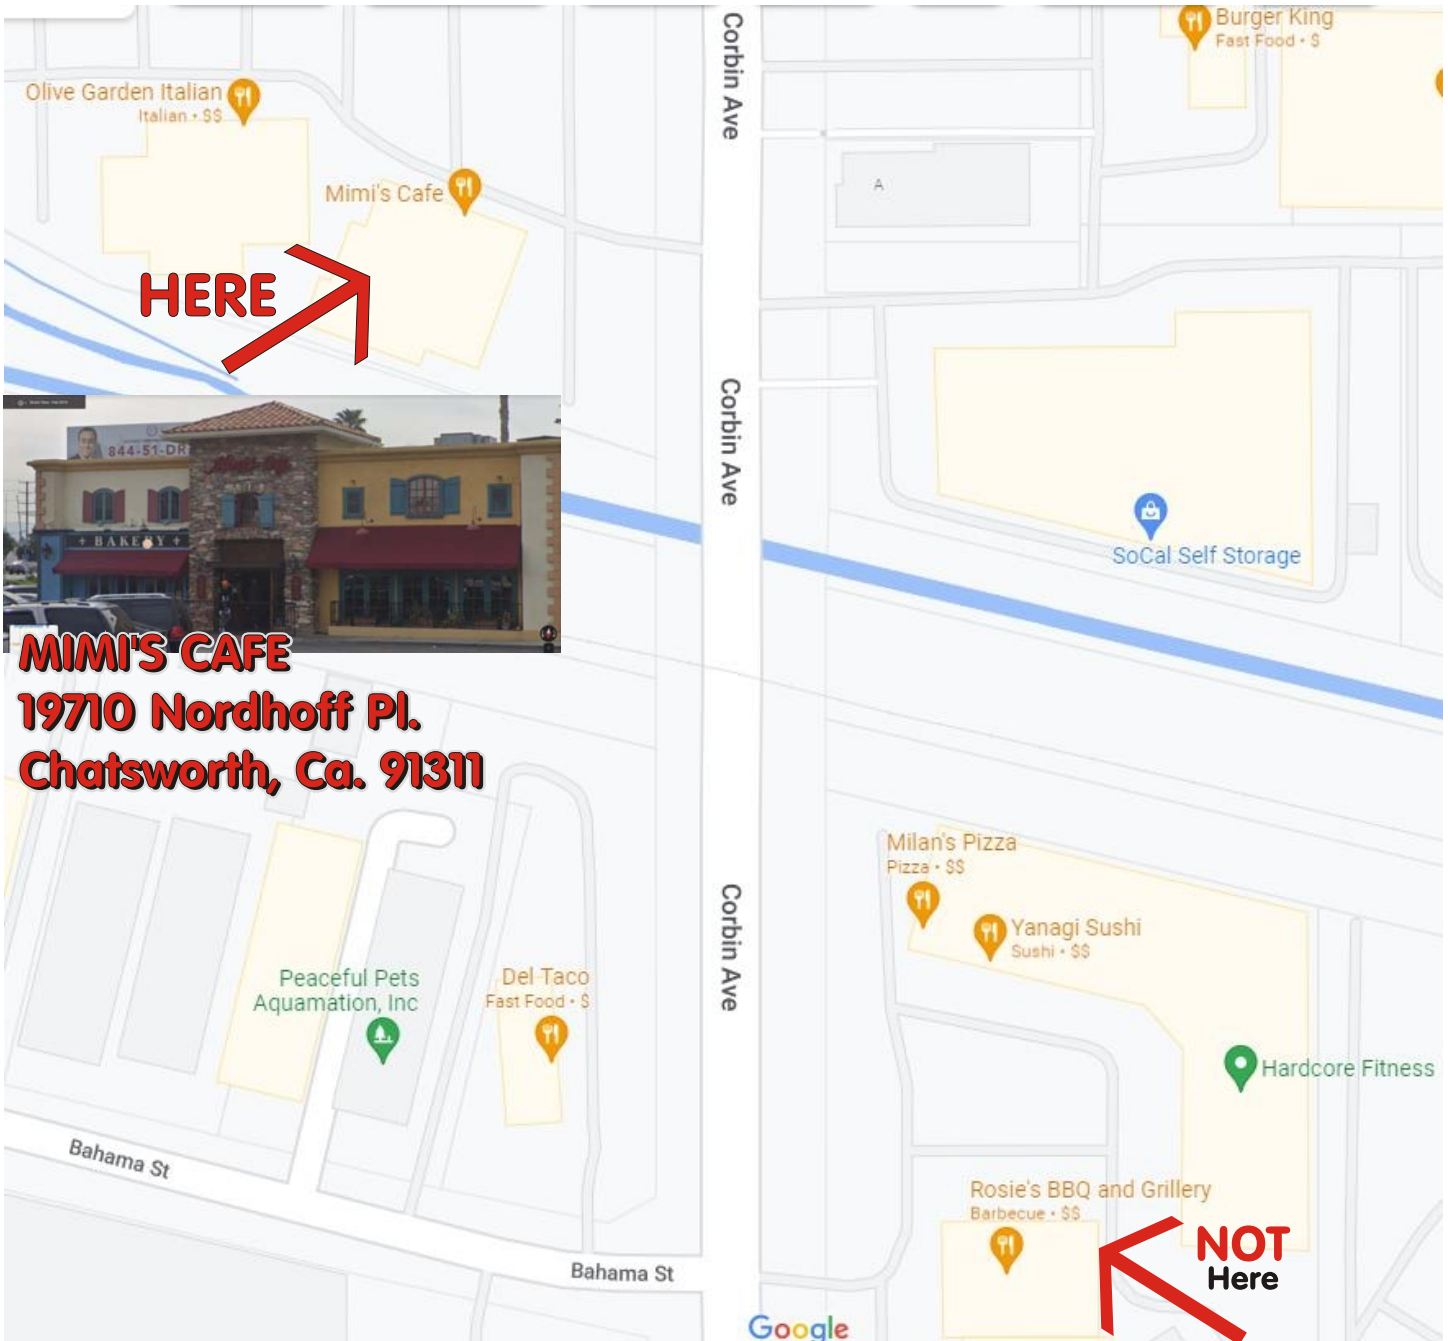 Burger King
Fast Food • $
Corbin Ave
Olive Garden Italian
Italian • $$
Mimi's Cafe
A
HERE
Corbin Ave
844-51-DR
+ BAKERY +
SoCal Self Storage
MIMI'S CAFE
19710 Nordhoff Pl.
Chatsworth, Ca. 91311
Milan's Pizza
Pizza • $$
Yanagi Sushi
Sushi • $$
Corbin Ave
Peaceful Pets
Aquamation, Inc
Del Taco
Fast Food • $
Hardcore Fitness
Bahama St
Rosie's BBQ and Grillery
Barbecue • $$
NOT
Here
Bahama St
Google